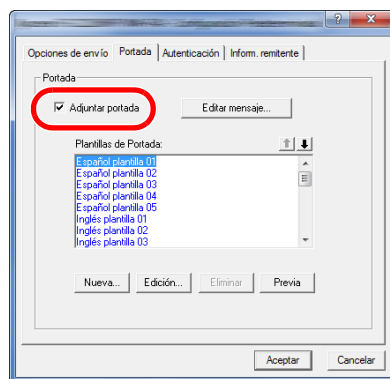 Opciones de envío Portada Autenticación Inform. remitente
Portada
Adjuntar portada Editar mensaje...
Plantillas de Portada:
Español plantilla 01
Español plantilla 02
Español plantilla 03
Español plantilla 04
Español plantilla 05
Inglés plantilla 01
Inglés plantilla 02
Inglés plantilla 03
Nueva... Edición... Eliminar Previa
Aceptar Cancelar